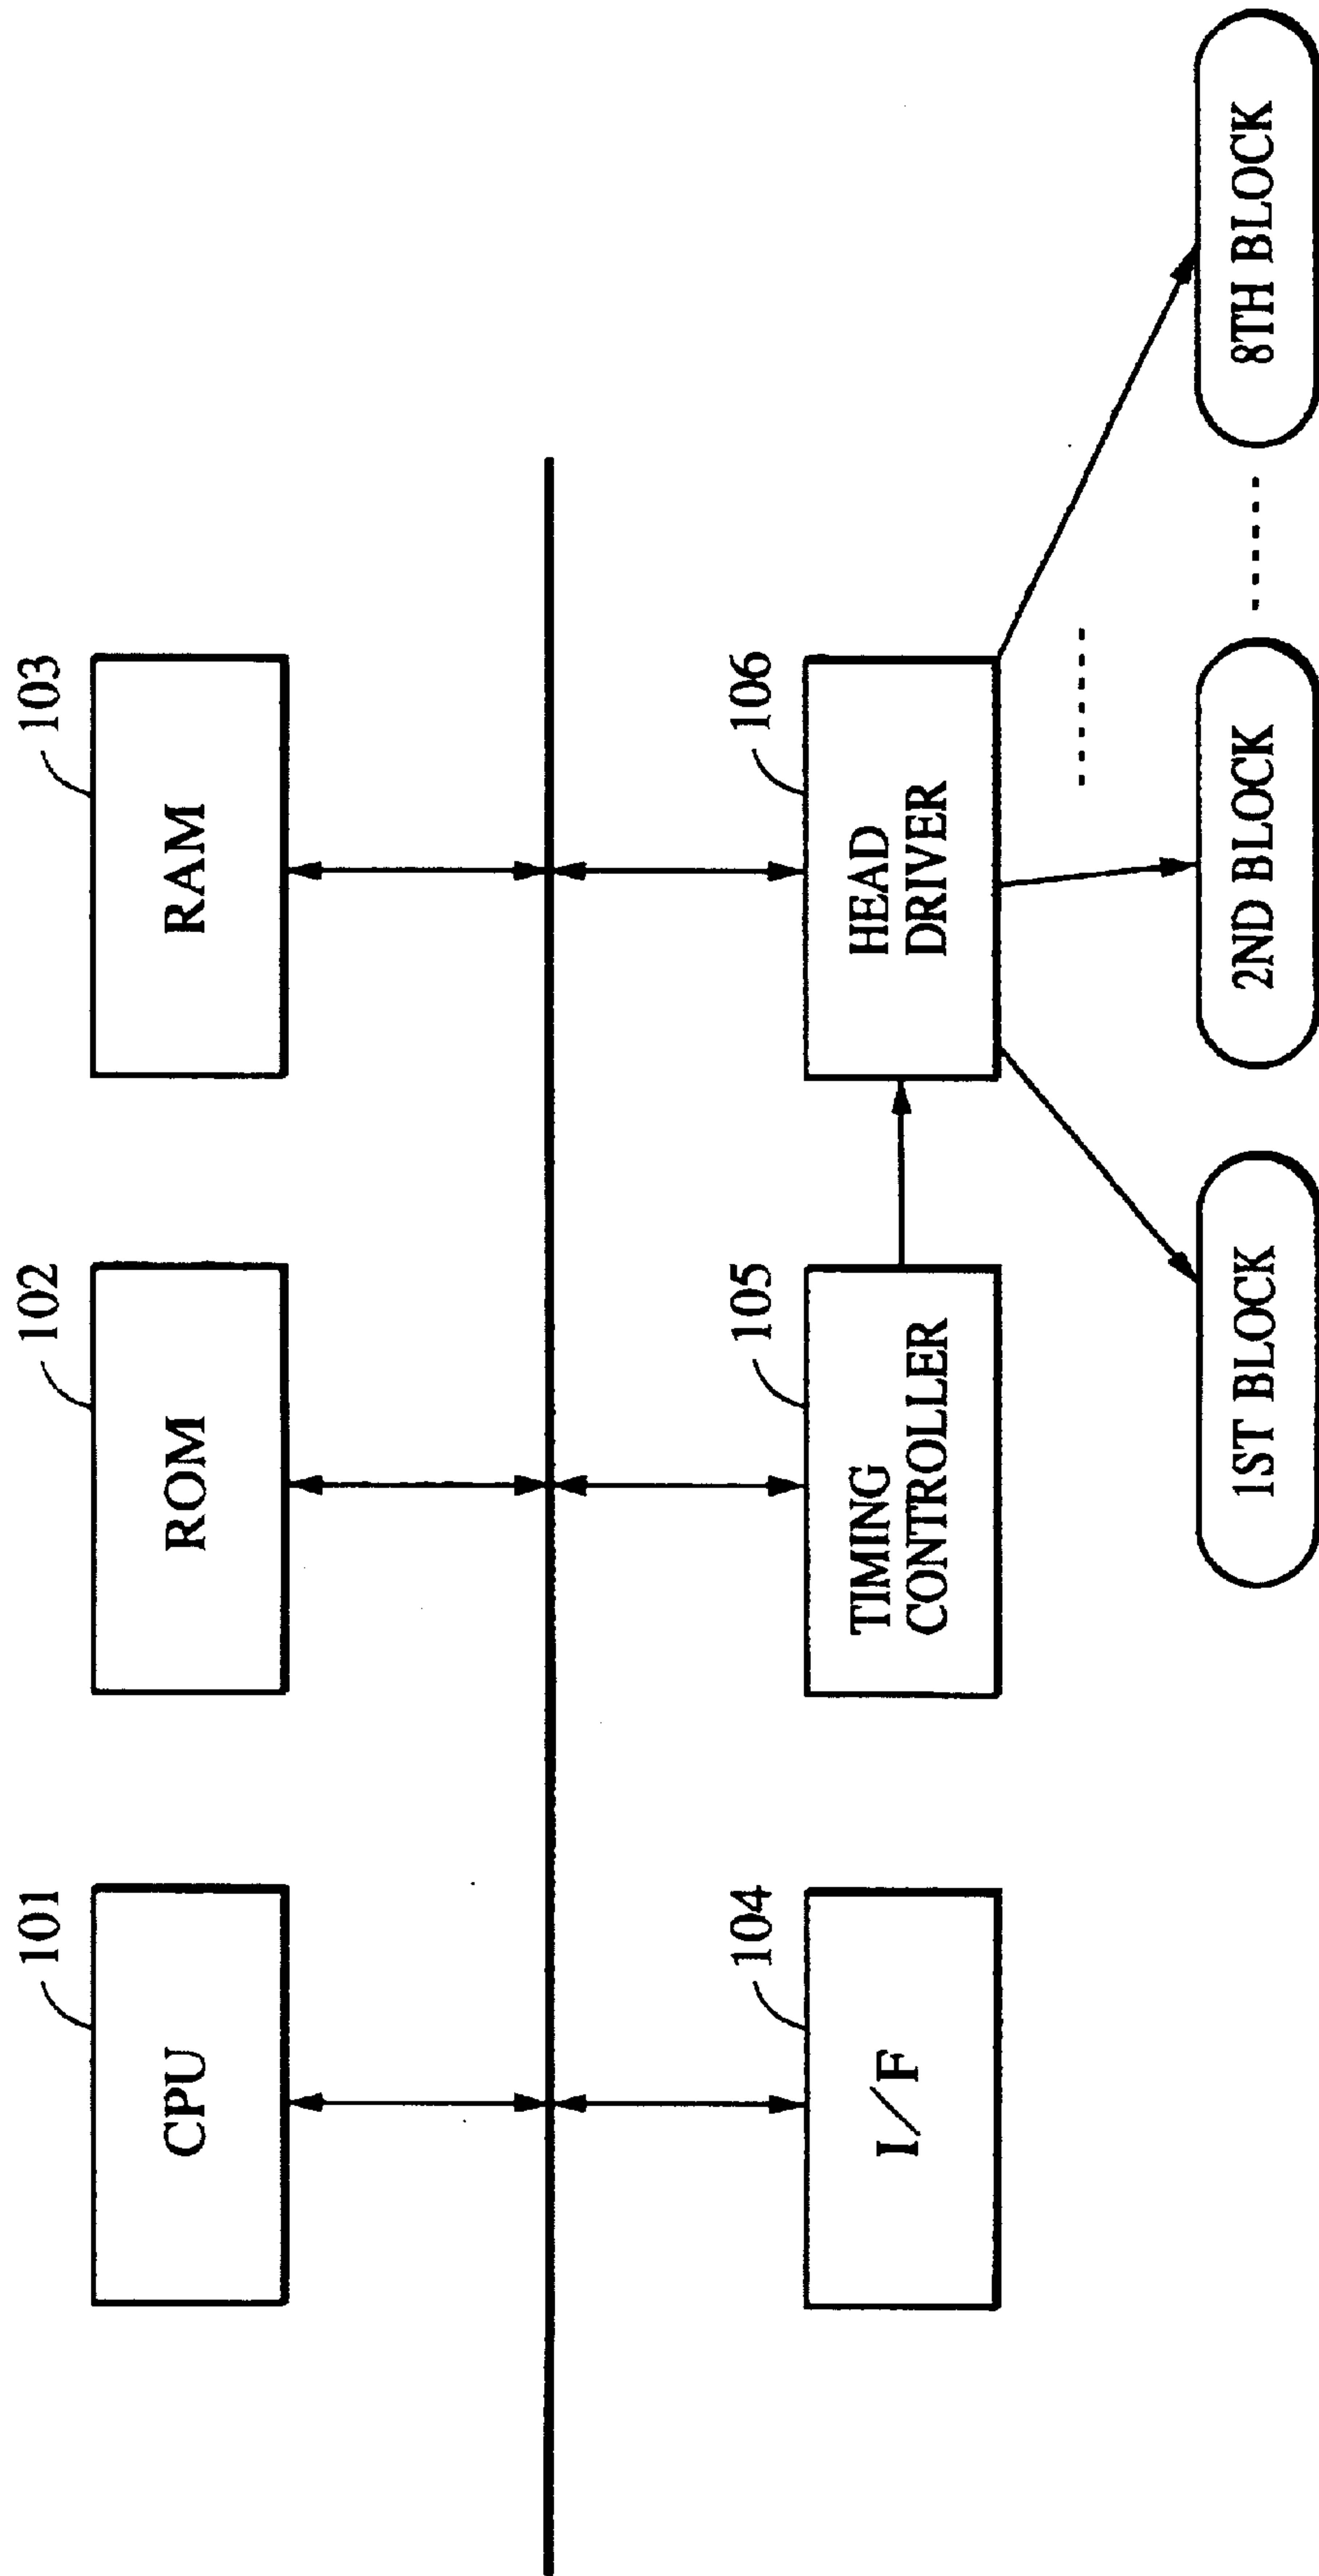 101
CPU
102
ROM
103
RAM
104
I/F
105
TIMING
CONTROLLER
106
HEAD
DRIVER
1ST BLOCK
2ND BLOCK
8TH BLOCK